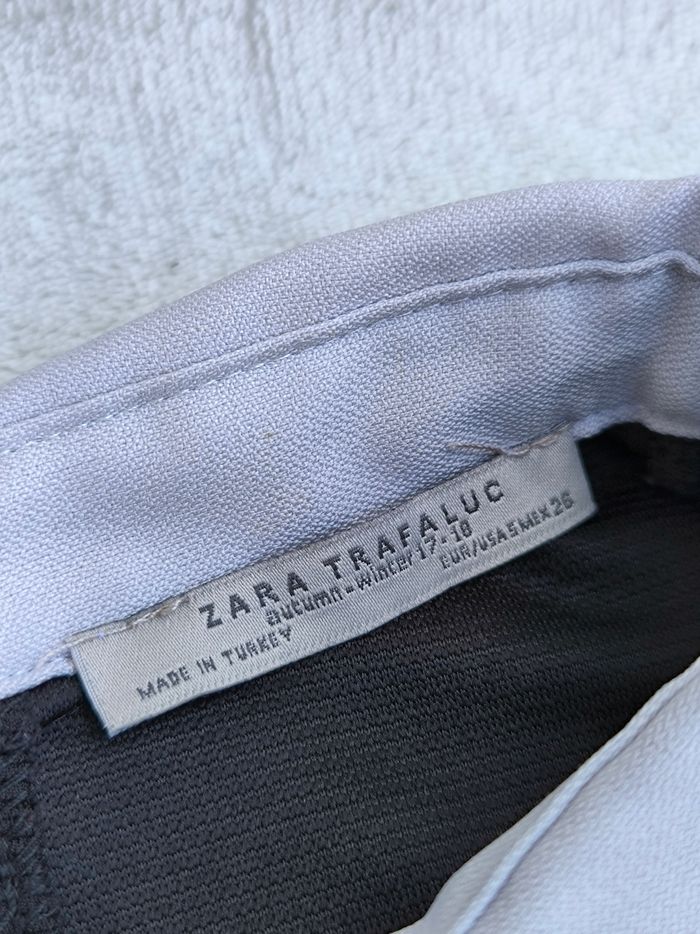 ZARA TRAFALUC
autumn-winter 17-18
MADE IN TURKEY
EUR/USA S MEX 26